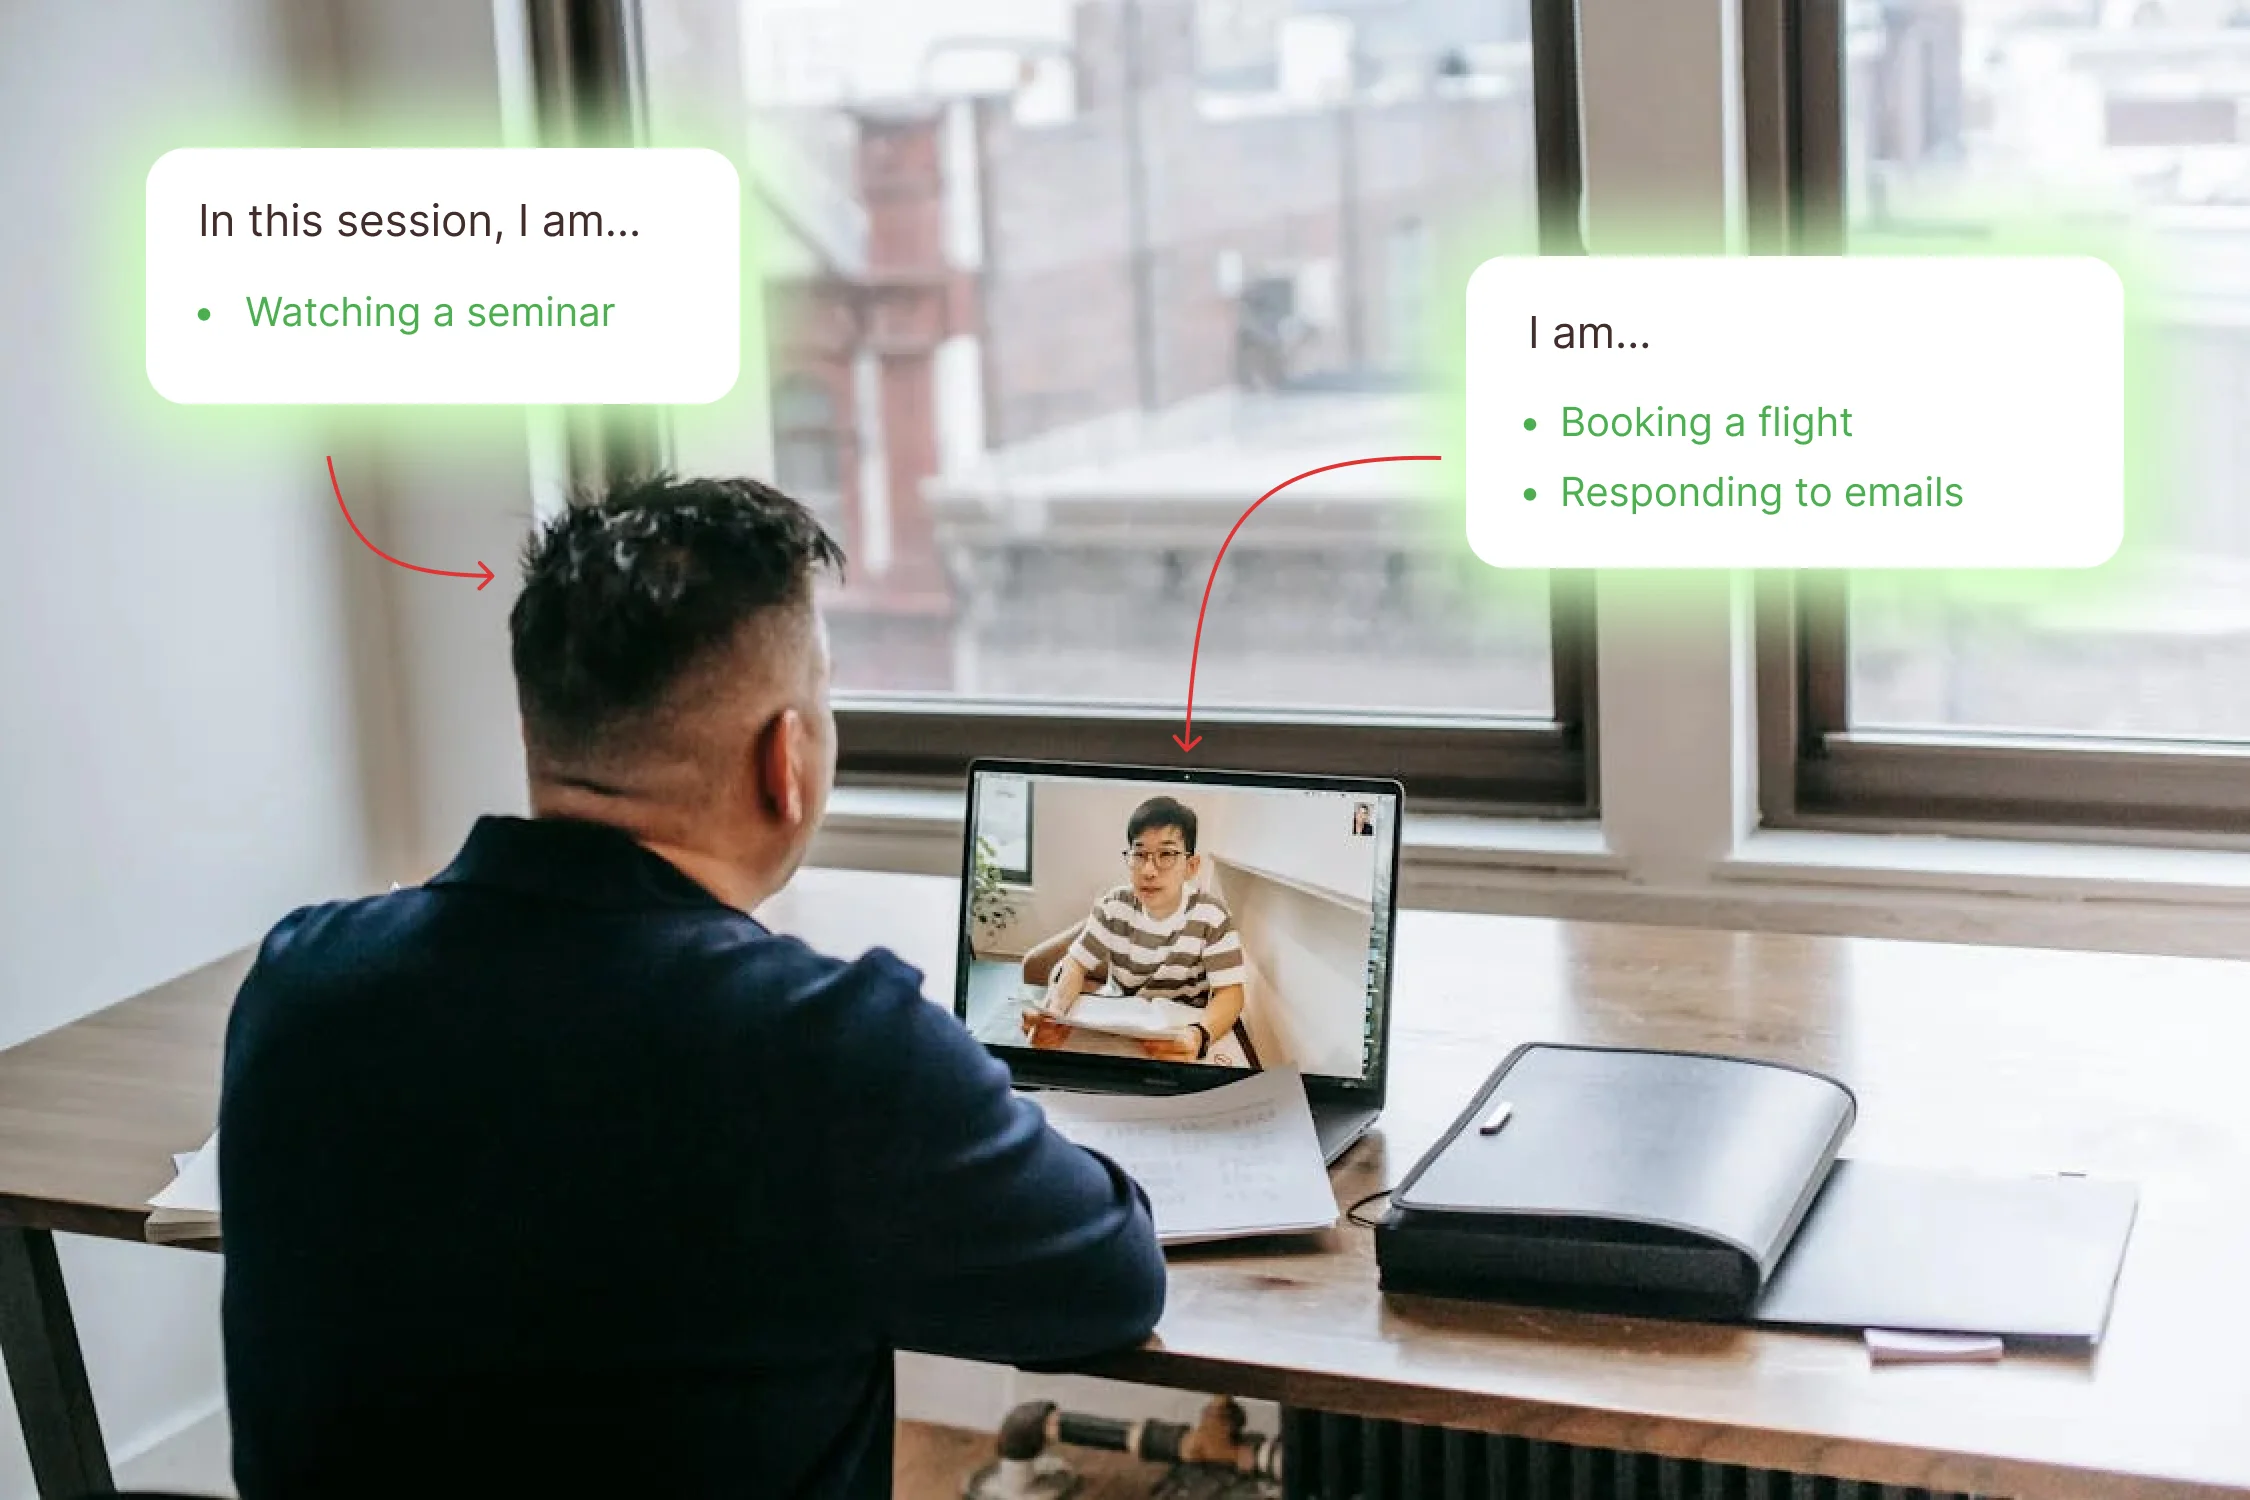 In this session, I am...
• Watching a seminar
I am...
• Booking a flight
• Responding to emails